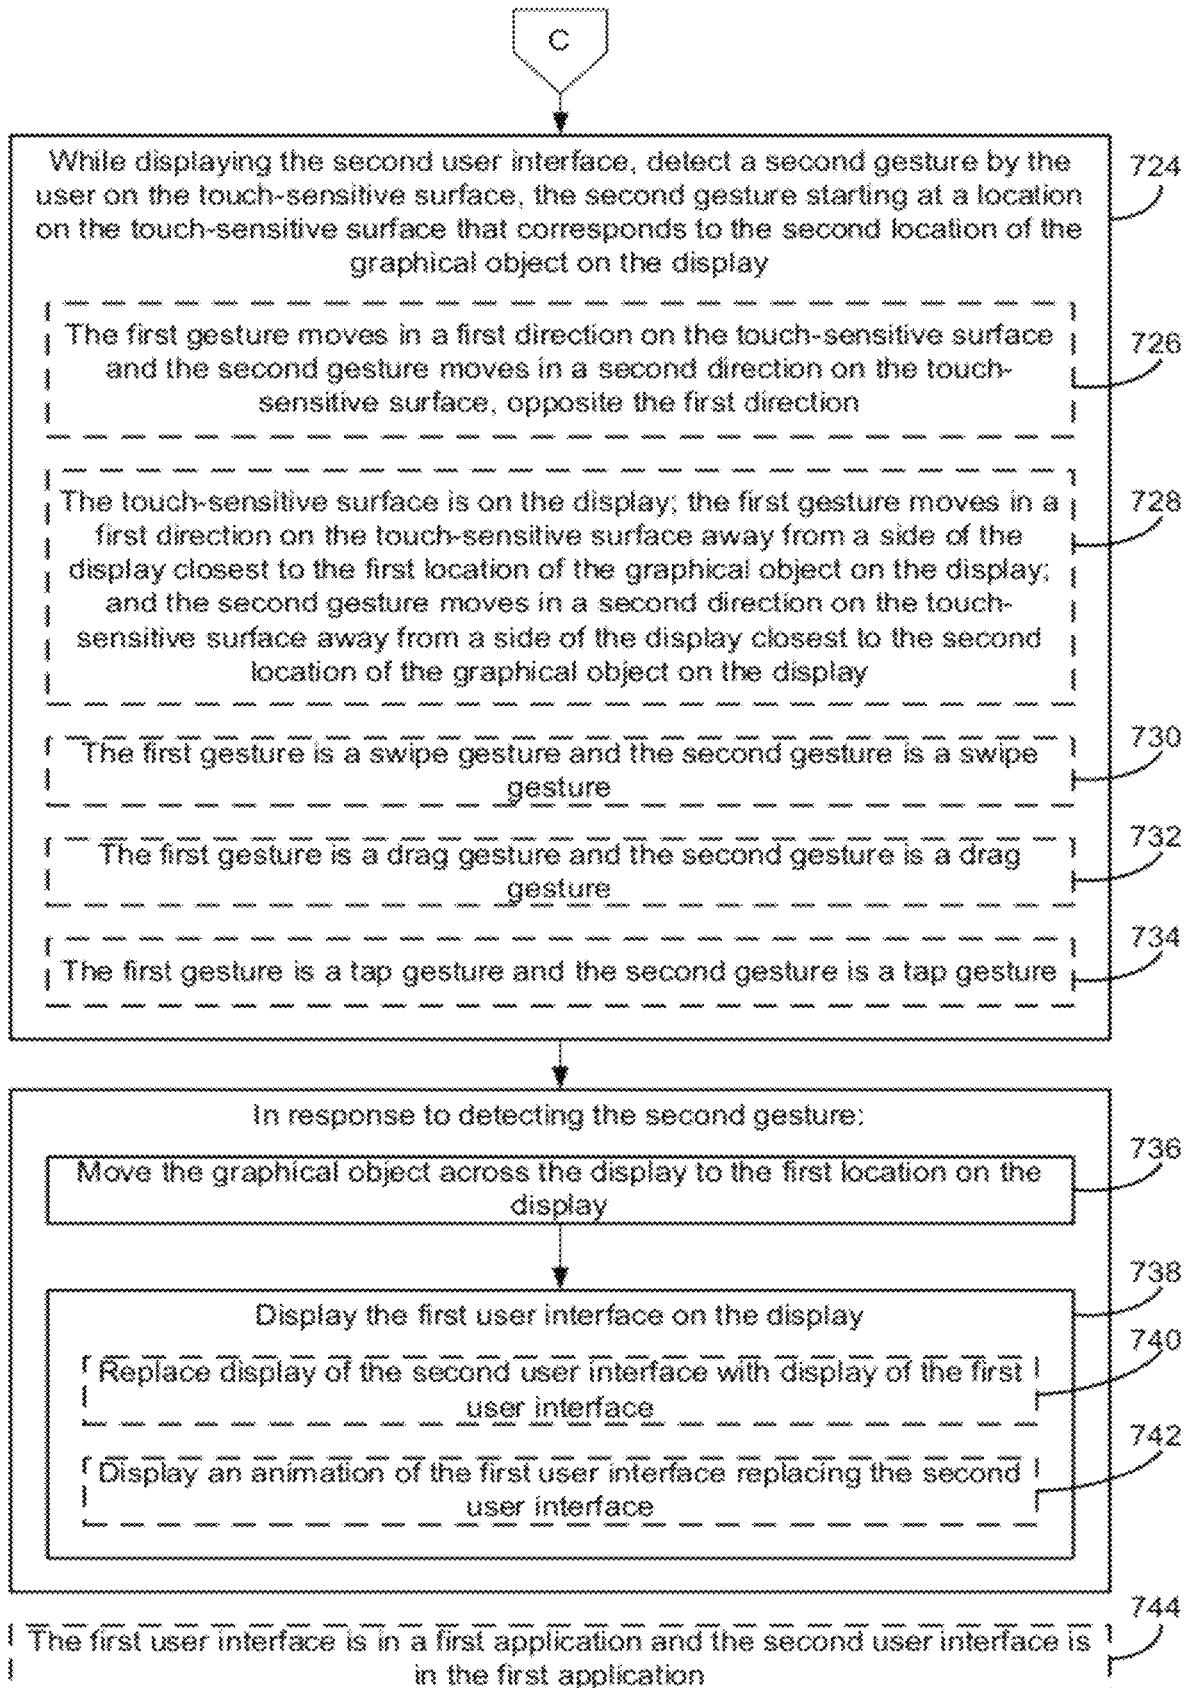 C
While displaying the second user interface, detect a second gesture by the
user on the touch-sensitive surface, the second gesture starting at a location
on the touch-sensitive surface that corresponds to the second location of the
graphical object on the display
724
The first gesture moves in a first direction on the touch-sensitive surface
and the second gesture moves in a second direction on the touch-
sensitive surface, opposite the first direction
726
The touch-sensitive surface is on the display; the first gesture moves in a
first direction on the touch-sensitive surface away from a side of the
display closest to the first location of the graphical object on the display;
and the second gesture moves in a second direction on the touch-
sensitive surface away from a side of the display closest to the second
location of the graphical object on the display
728
The first gesture is a swipe gesture and the second gesture is a swipe
gesture
730
The first gesture is a drag gesture and the second gesture is a drag
gesture
732
The first gesture is a tap gesture and the second gesture is a tap gesture
734
In response to detecting the second gesture:
Move the graphical object across the display to the first location on the
display
736
Display the first user interface on the display
738
Replace display of the second user interface with display of the first
user interface
740
Display an animation of the first user interface replacing the second
user interface
742
The first user interface is in a first application and the second user interface is
in the first application
744